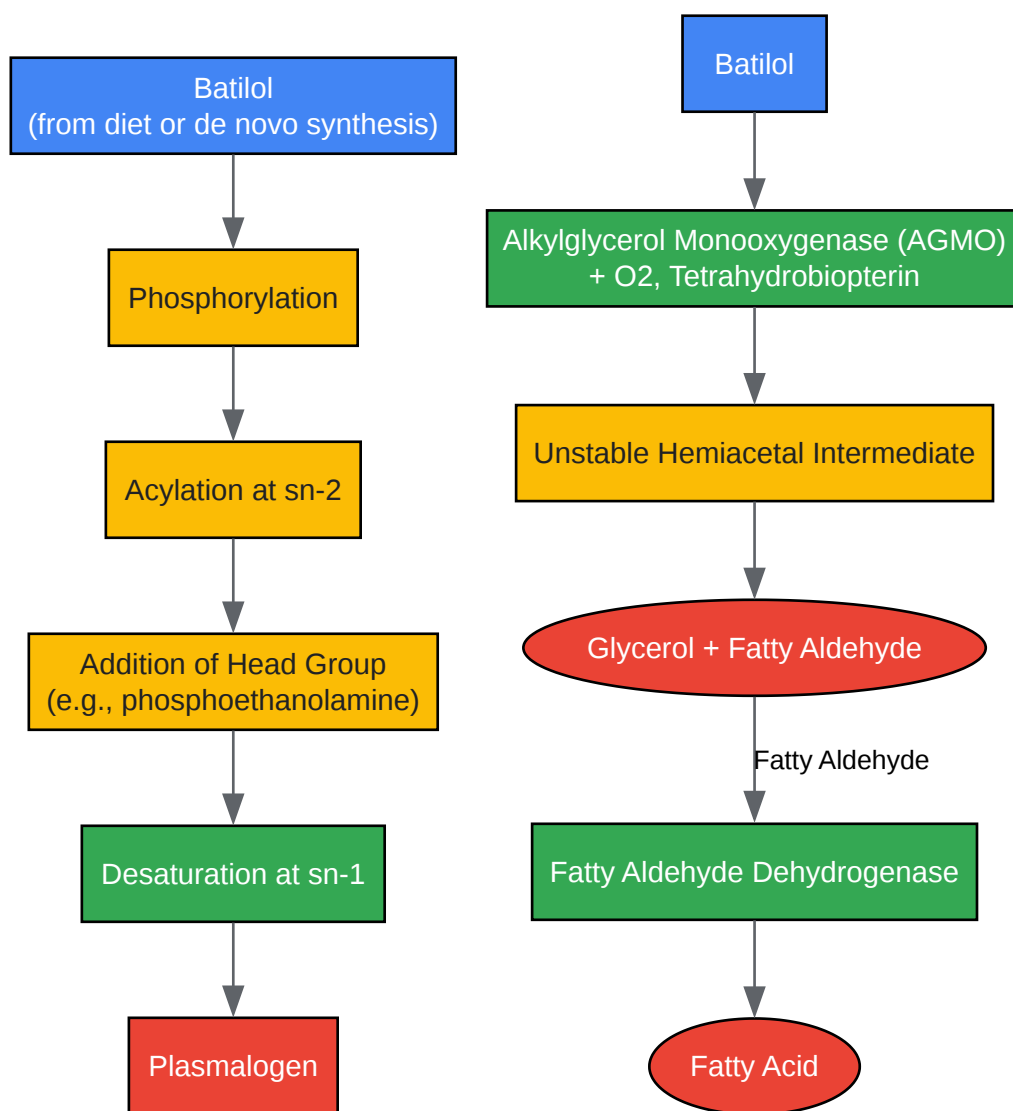 Batilol
(from diet or de novo synthesis)
Phosphorylation
Acylation at sn-2
Addition of Head Group
(e.g., phosphoethanolamine)
Desaturation at sn-1
Plasmalogen
Batilol
Alkylglycerol Monooxygenase (AGMO)
+ O2, Tetrahydrobiopterin
Unstable Hemiacetal Intermediate
Glycerol + Fatty Aldehyde
Fatty Aldehyde
Fatty Aldehyde Dehydrogenase
Fatty Acid